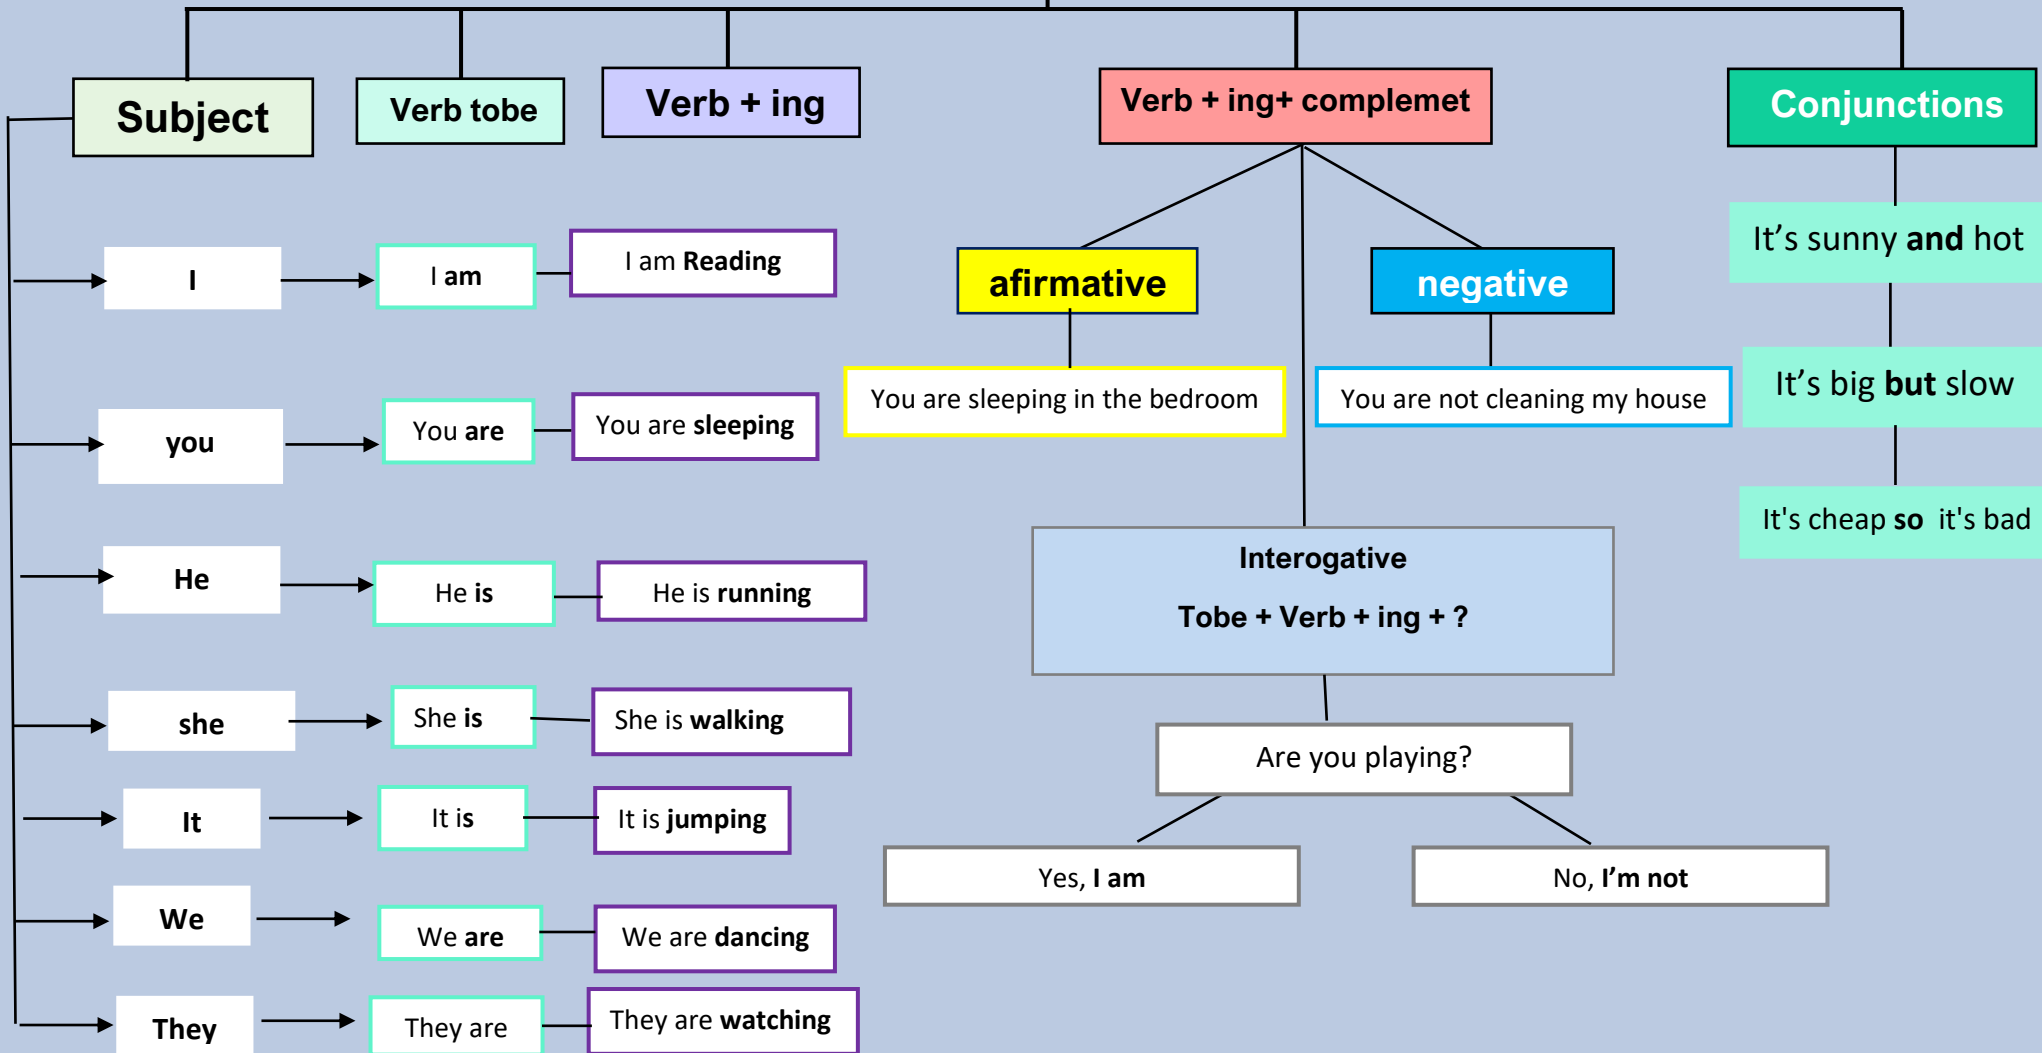 Subject
Verb tobe
Verb + ing
Verb + ing+ complemet
Conjunctions
I
I am
I am Reading
you
You are
You are sleeping
He
He is
He is running
she
She is
She is walking
It
It is
It is jumping
We
We are
We are dancing
They
They are
They are watching
afirmative
You are sleeping in the bedroom
negative
You are not cleaning my house
Interogative
Tobe + Verb + ing + ?
Are you playing?
Yes, I am
No, I’m not
It’s sunny and hot
It’s big but slow
It's cheap so  it's bad